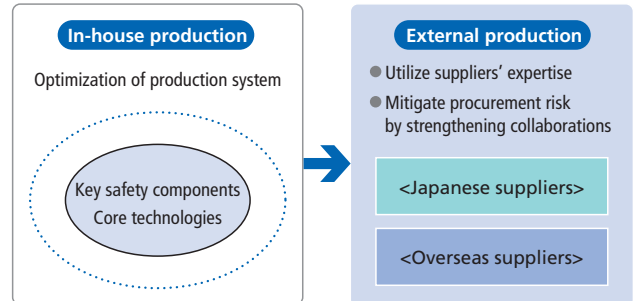 In-house production
Optimization of production system
Key safety components
Core technologies
External production
● Utilize suppliers’ expertise
● Mitigate procurement risk
by strengthening collaborations
<Japanese suppliers>
<Overseas suppliers>